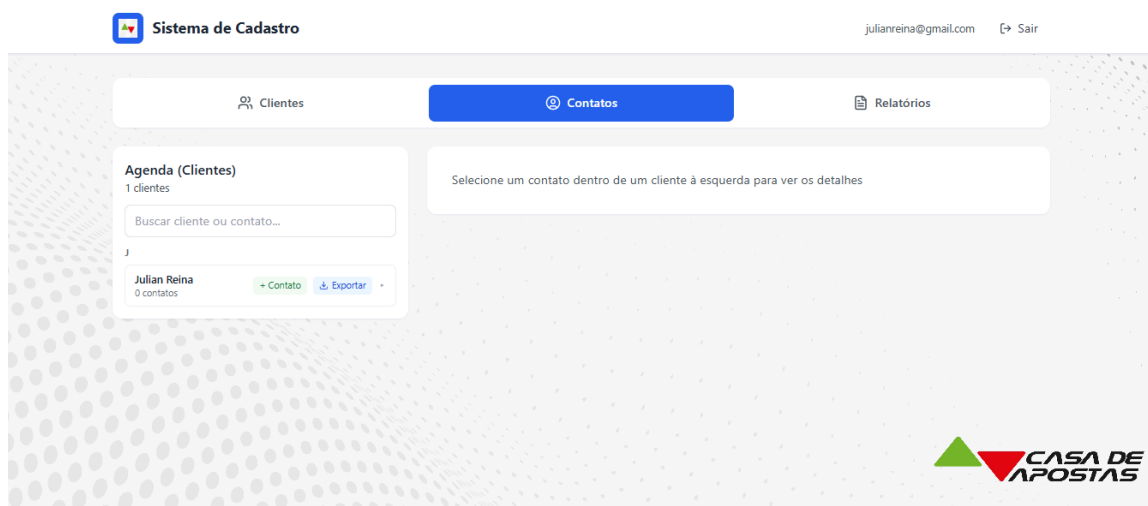 Sistema de Cadastro
julianreina@gmail.com
Sair
Clientes
Contatos
Relatórios
Agenda (Clientes)
1 clientes
Buscar cliente ou contato...
J
Julian Reina
0 contatos
+ Contato
Exportar
Selecione um contato dentro de um cliente à esquerda para ver os detalhes
CASA DE
APOSTAS